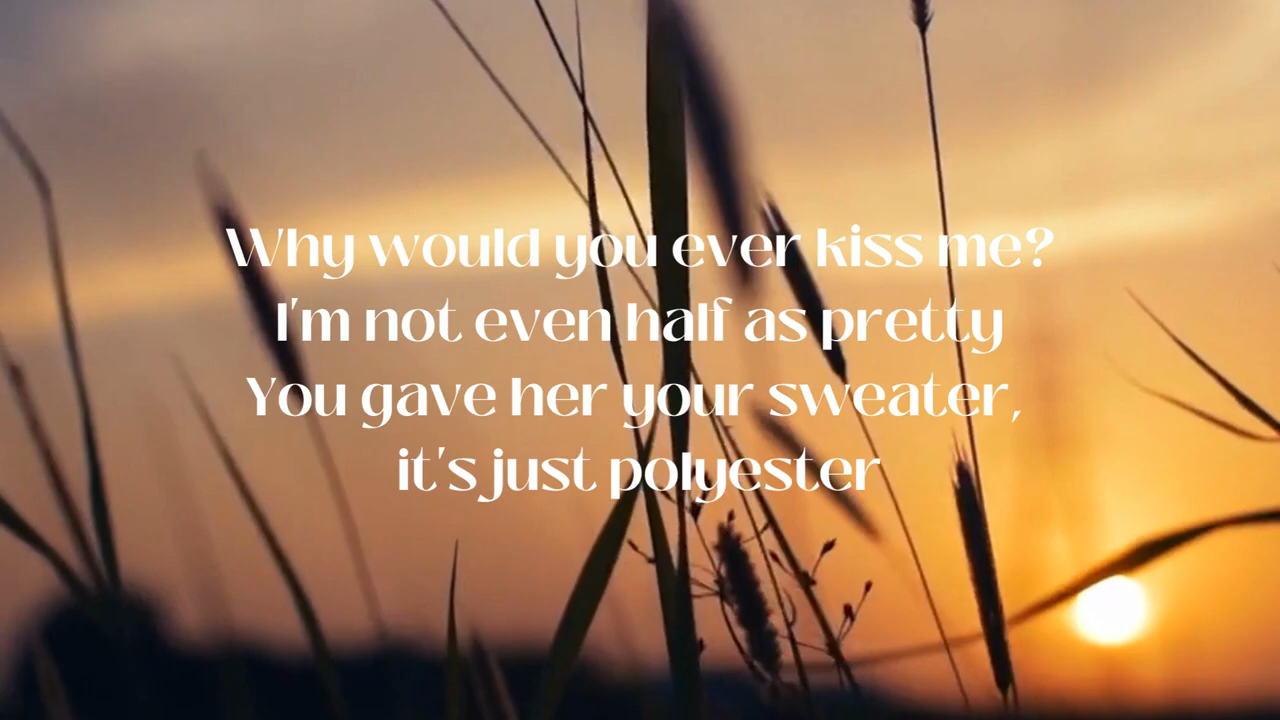 Why would you ever kiss me?
I'm not even half as pretty
You gave her your sweater,
it's just polyester